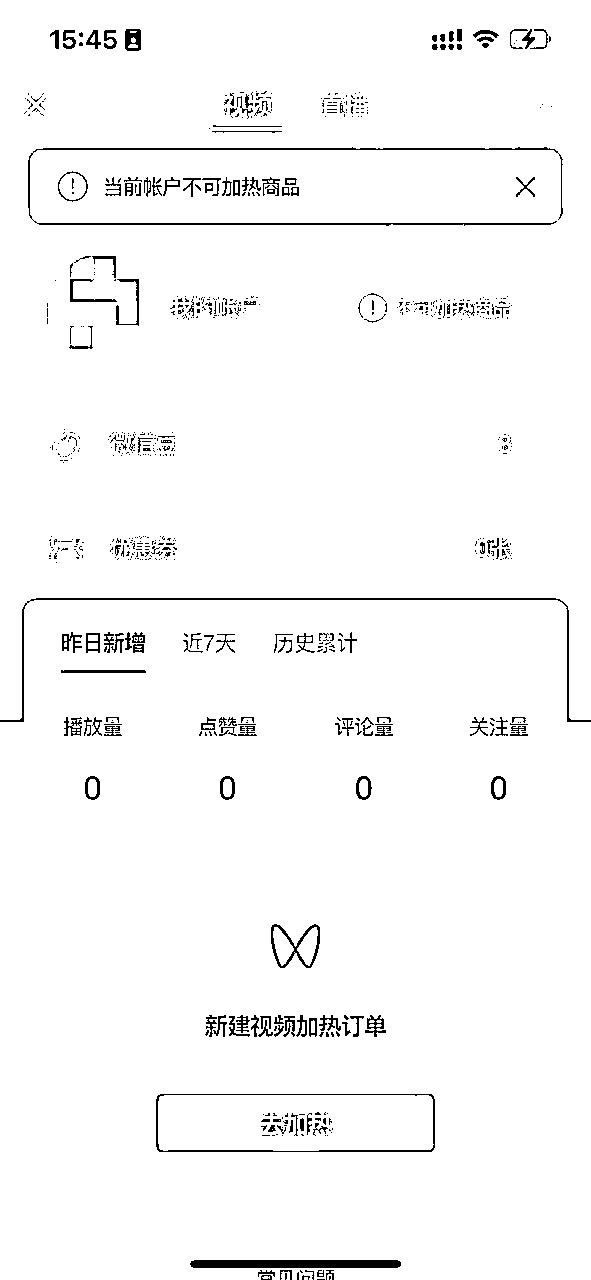 15:45
视频 直播
当前帐户不可加热商品
我的帐户 不可加热商品
微信豆 8
优惠券 0张
昨日新增 近7天 历史累计
播放量 点赞量 评论量 关注量
0 0 0 0
新建视频加热订单
去加热
常见问题